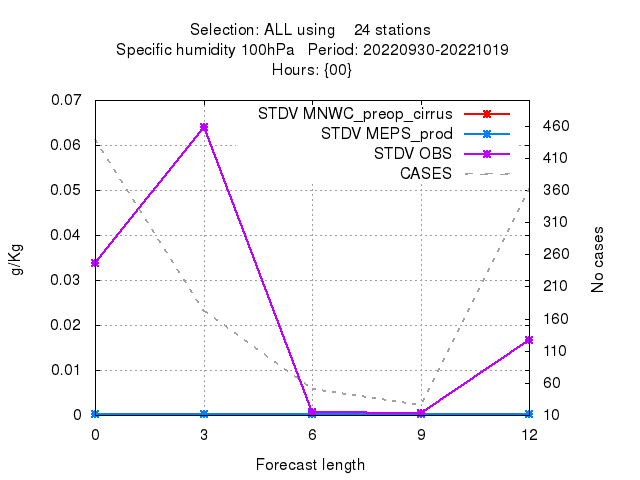 Selection: ALL using    24 stations
Specific humidity 100hPa   Period: 20220930-20221019
Hours: {00}
STDV MNWC_preop_cirrus
STDV MEPS_prod
STDV OBS
CASES
0.07
0.06
0.05
0.04
0.03
0.02
0.01
0
g/Kg
460
410
360
310
260
210
160
110
60
10
No cases
0 3 6 9 12
Forecast length